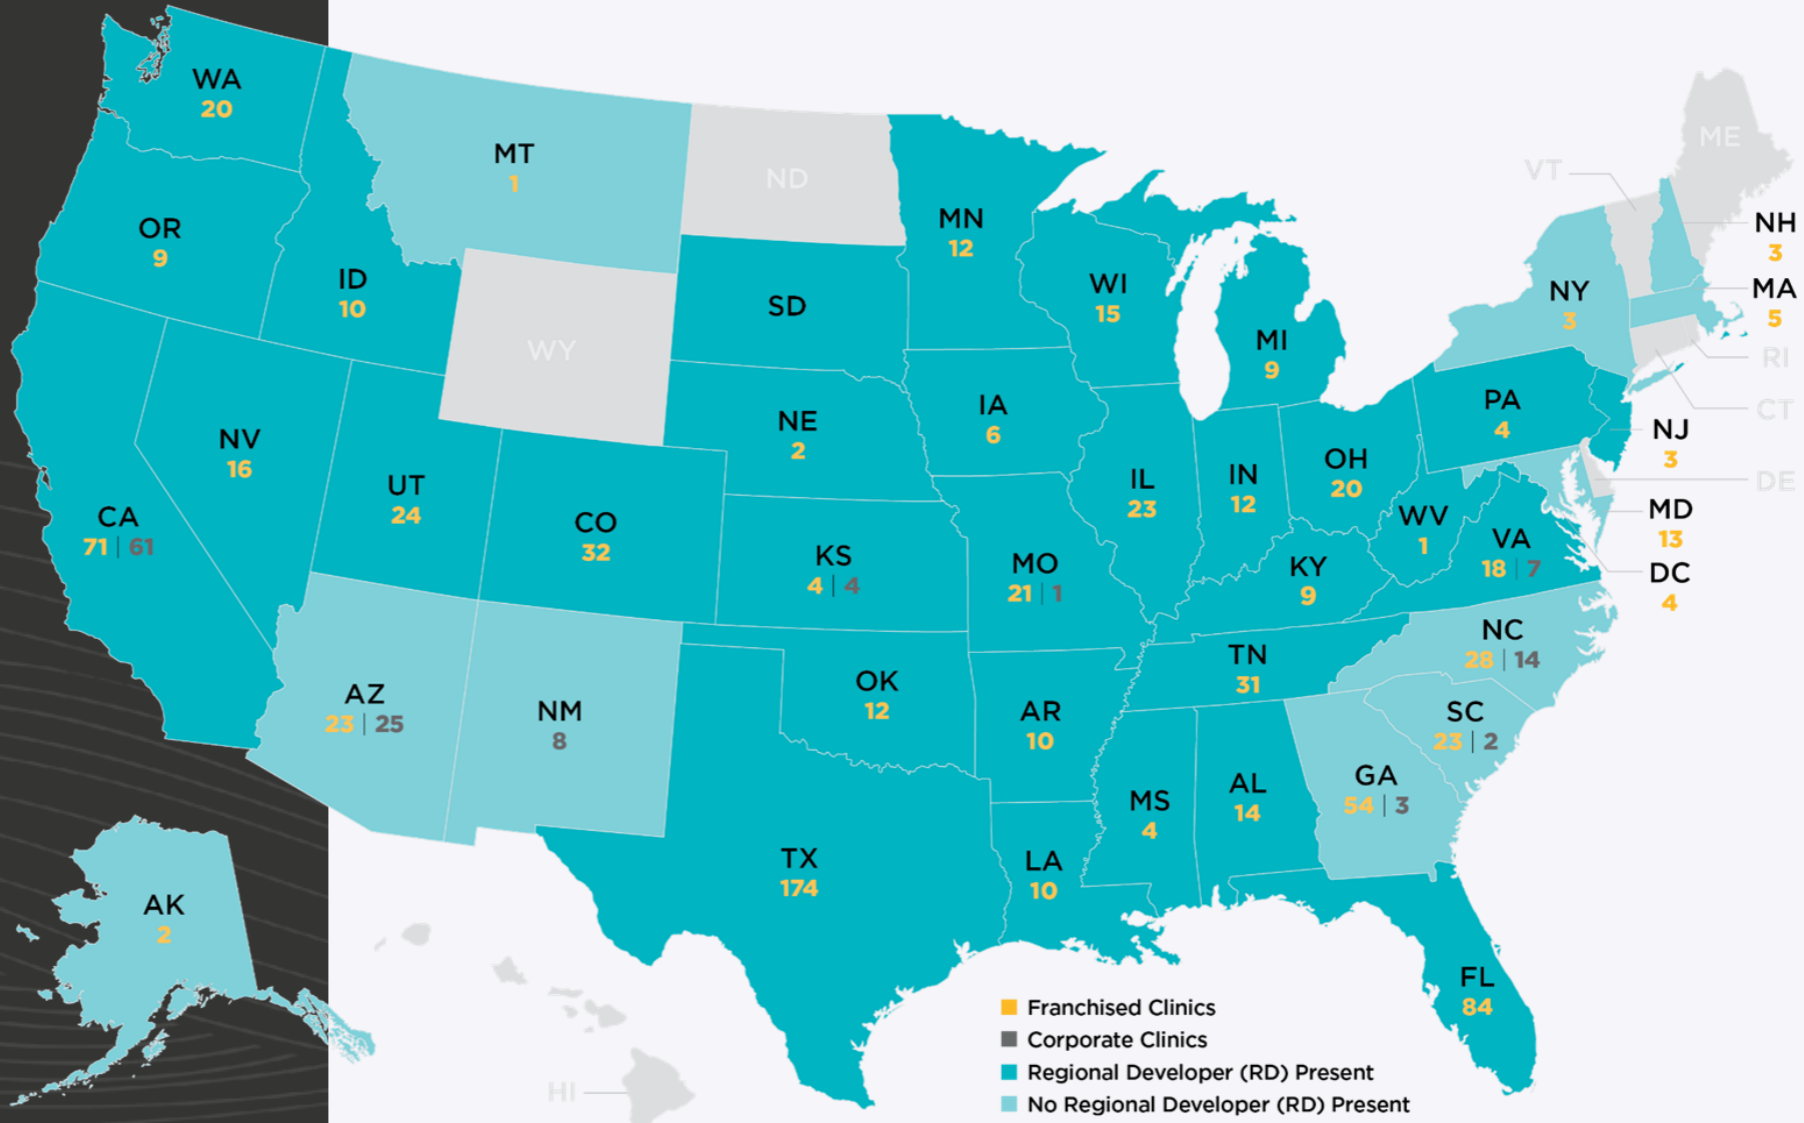 WA
20
MT
1
ND
MN
12
ME
VT
NH
3
OR
9
ID
10
SD
WI
15
NY
3
MA
5
WY
MI
9
RI
NE
2
IA
6
PA
4
CT
NV
16
NJ
3
UT
24
IL
23
IN
12
OH
20
DE
CA
71 | 61
CO
32
KS
4 | 4
MO
21 | 1
KY
9
WV
1
VA
18 | 7
MD
13
DC
4
AZ
23 | 25
NM
8
OK
12
AR
10
TN
31
NC
28 | 14
SC
23 | 2
TX
174
LA
10
MS
4
AL
14
GA
54 | 3
AK
2
HI
FL
84
Franchised Clinics
Corporate Clinics
Regional Developer (RD) Present
No Regional Developer (RD) Present